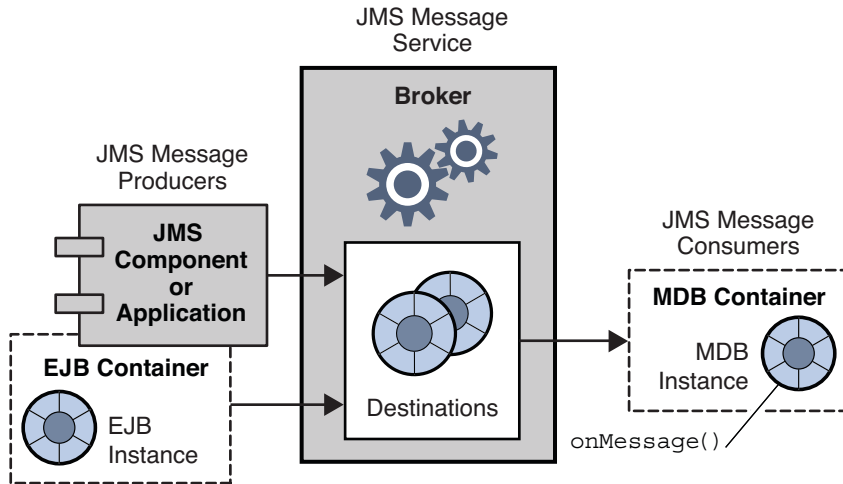 JMS Message
Service
Broker
JMS Message
Producers
JMS
Component
or
Application
EJB Container
EJB
Instance
Destinations
JMS Message
Consumers
MDB Container
MDB
Instance
onMessage()